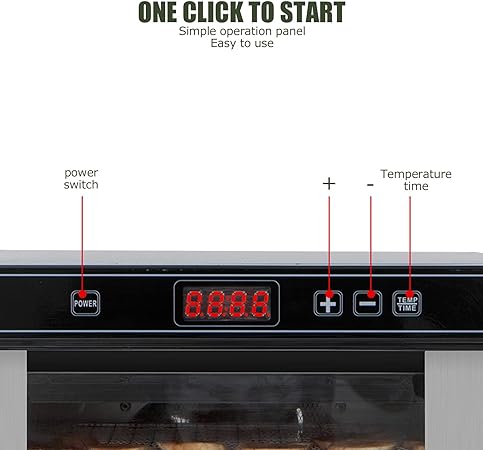 ONE CLICK TO START
Simple operation panel
Easy to use
power
switch
+
-
Temperature
time
POWER
8888
+
-
TEMP
TIME